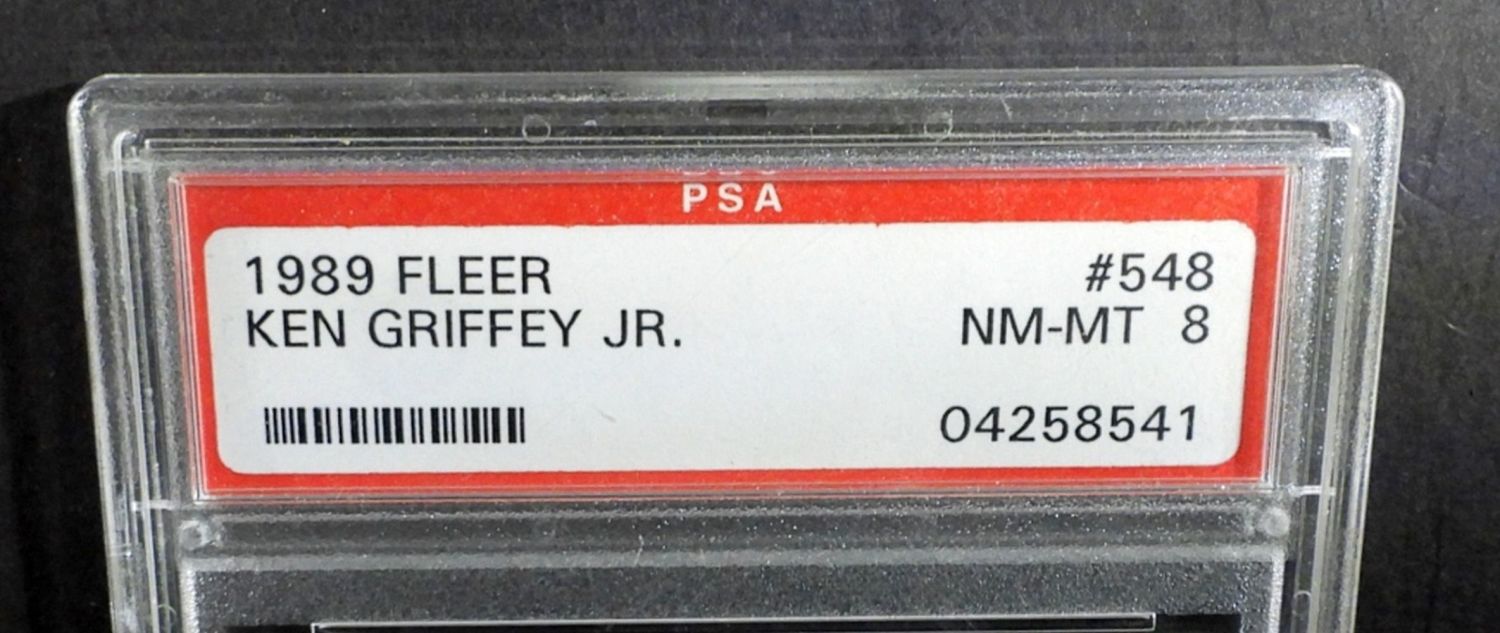 PSA
1989 FLEER #548
KEN GRIFFEY JR. NM-MT 8
04258541